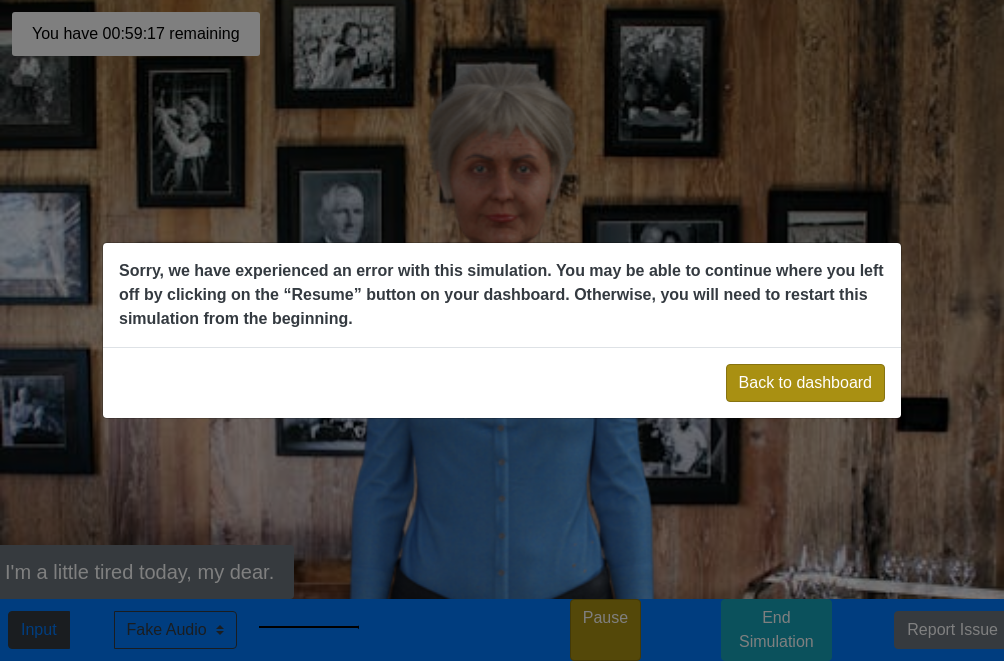 You have 00:59:17 remaining
Sorry, we have experienced an error with this simulation. You may be able to continue where you left
off by clicking on the “Resume” button on your dashboard. Otherwise, you will need to restart this
simulation from the beginning.
Back to dashboard
I'm a little tired today, my dear.
Input
Fake Audio
Pause
End
Simulation
Report Issue